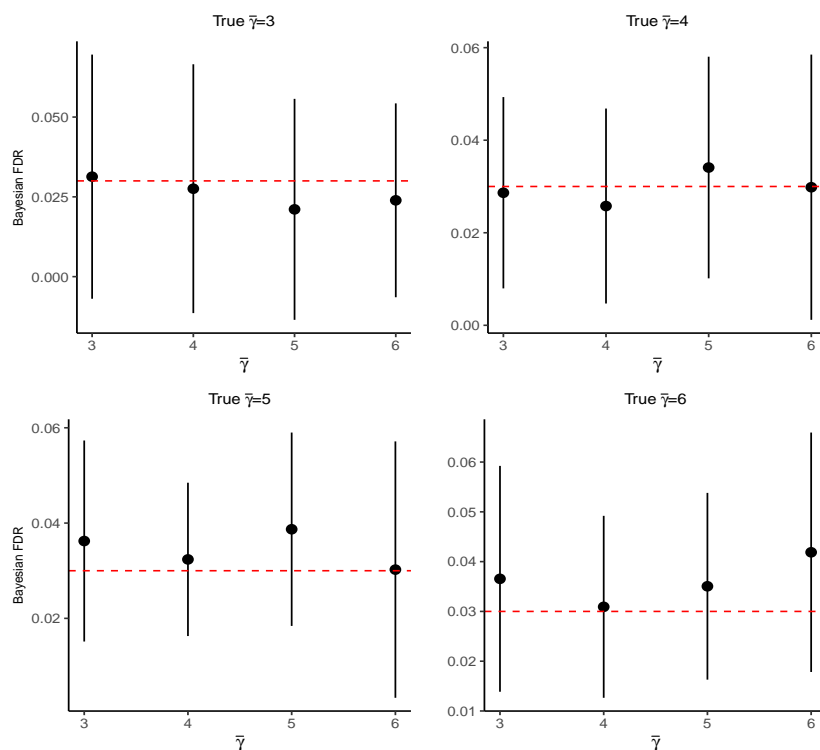 True γ̄=3
Bayesian FDR
0.050
0.025
0.000
3 4 5 6
γ̄
True γ̄=4
0.06
0.04
0.02
0.00
3 4 5 6
γ̄
True γ̄=5
Bayesian FDR
0.06
0.04
0.02
3 4 5 6
γ̄
True γ̄=6
0.06
0.05
0.04
0.03
0.02
0.01
3 4 5 6
γ̄